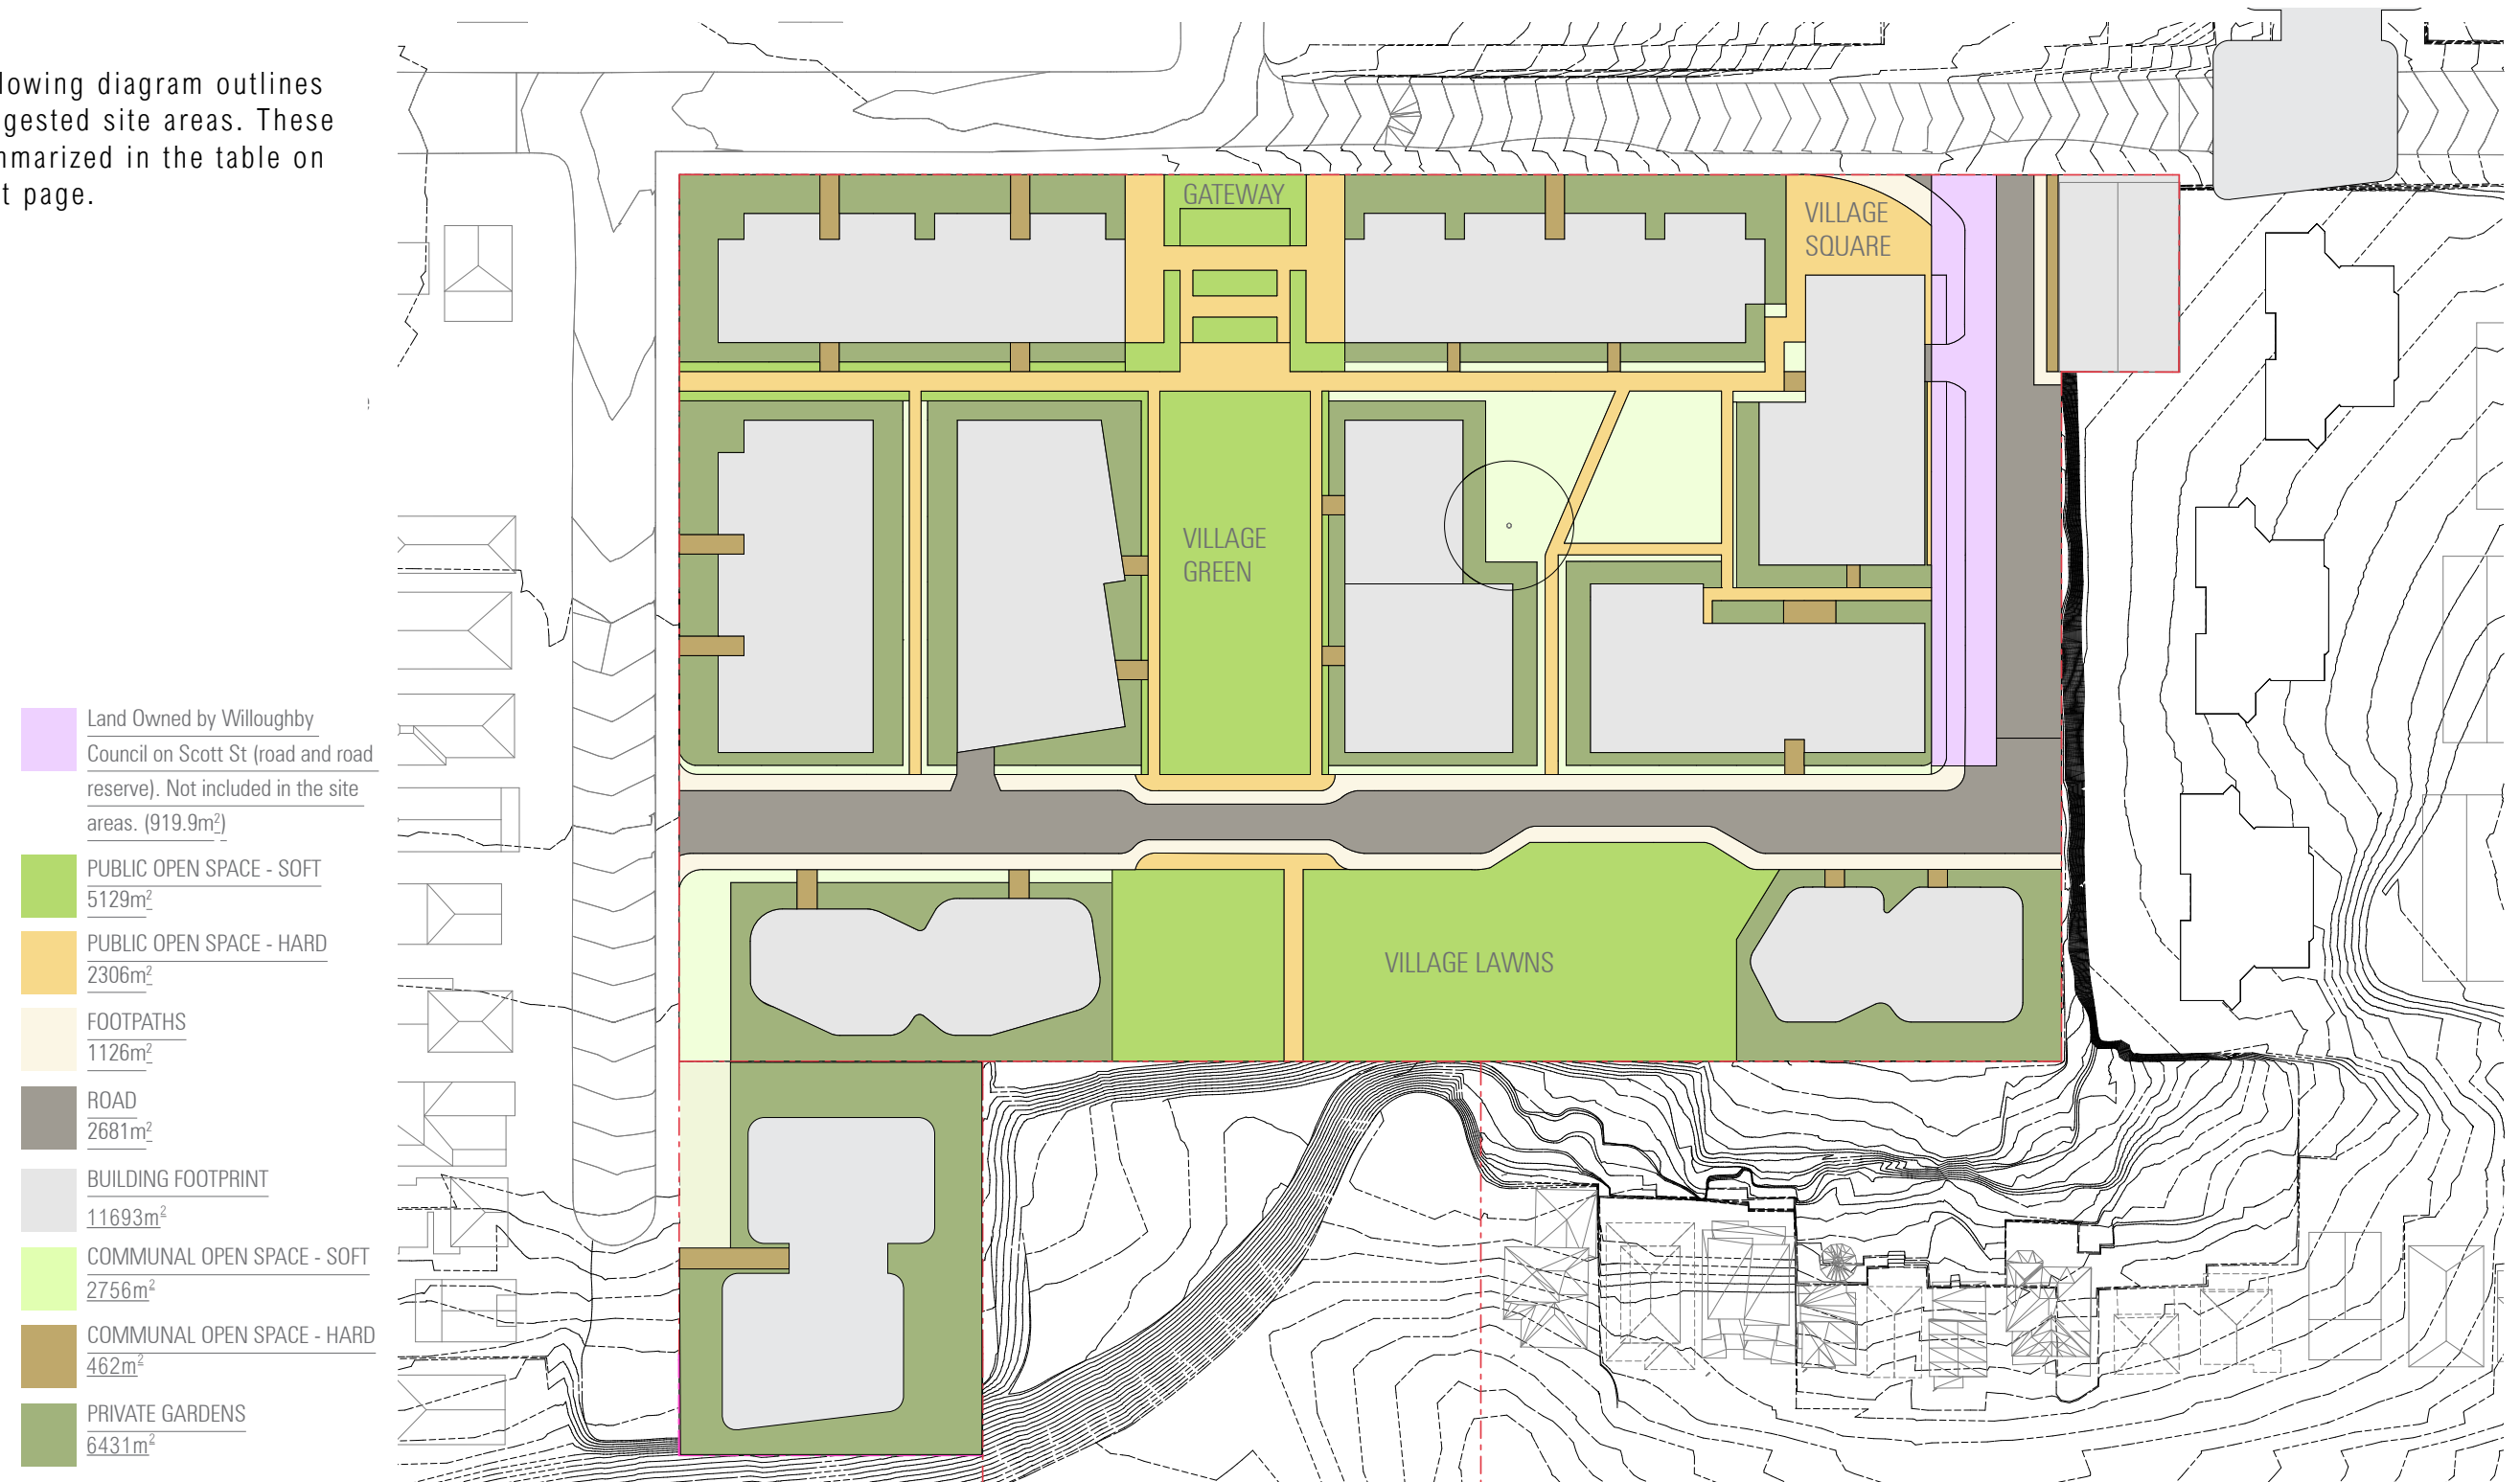 lowing diagram outlines
gested site areas. These
nmarized in the table on
t page.
GATEWAY
VILLAGE
SQUARE
VILLAGE
GREEN
VILLAGE LAWNS
Land Owned by Willoughby
Council on Scott St (road and road
reserve). Not included in the site
areas. (919.9m²)
PUBLIC OPEN SPACE - SOFT
5129m²
PUBLIC OPEN SPACE - HARD
2306m²
FOOTPATHS
1126m²
ROAD
2681m²
BUILDING FOOTPRINT
11693m²
COMMUNAL OPEN SPACE - SOFT
2756m²
COMMUNAL OPEN SPACE - HARD
462m²
PRIVATE GARDENS
6431m²